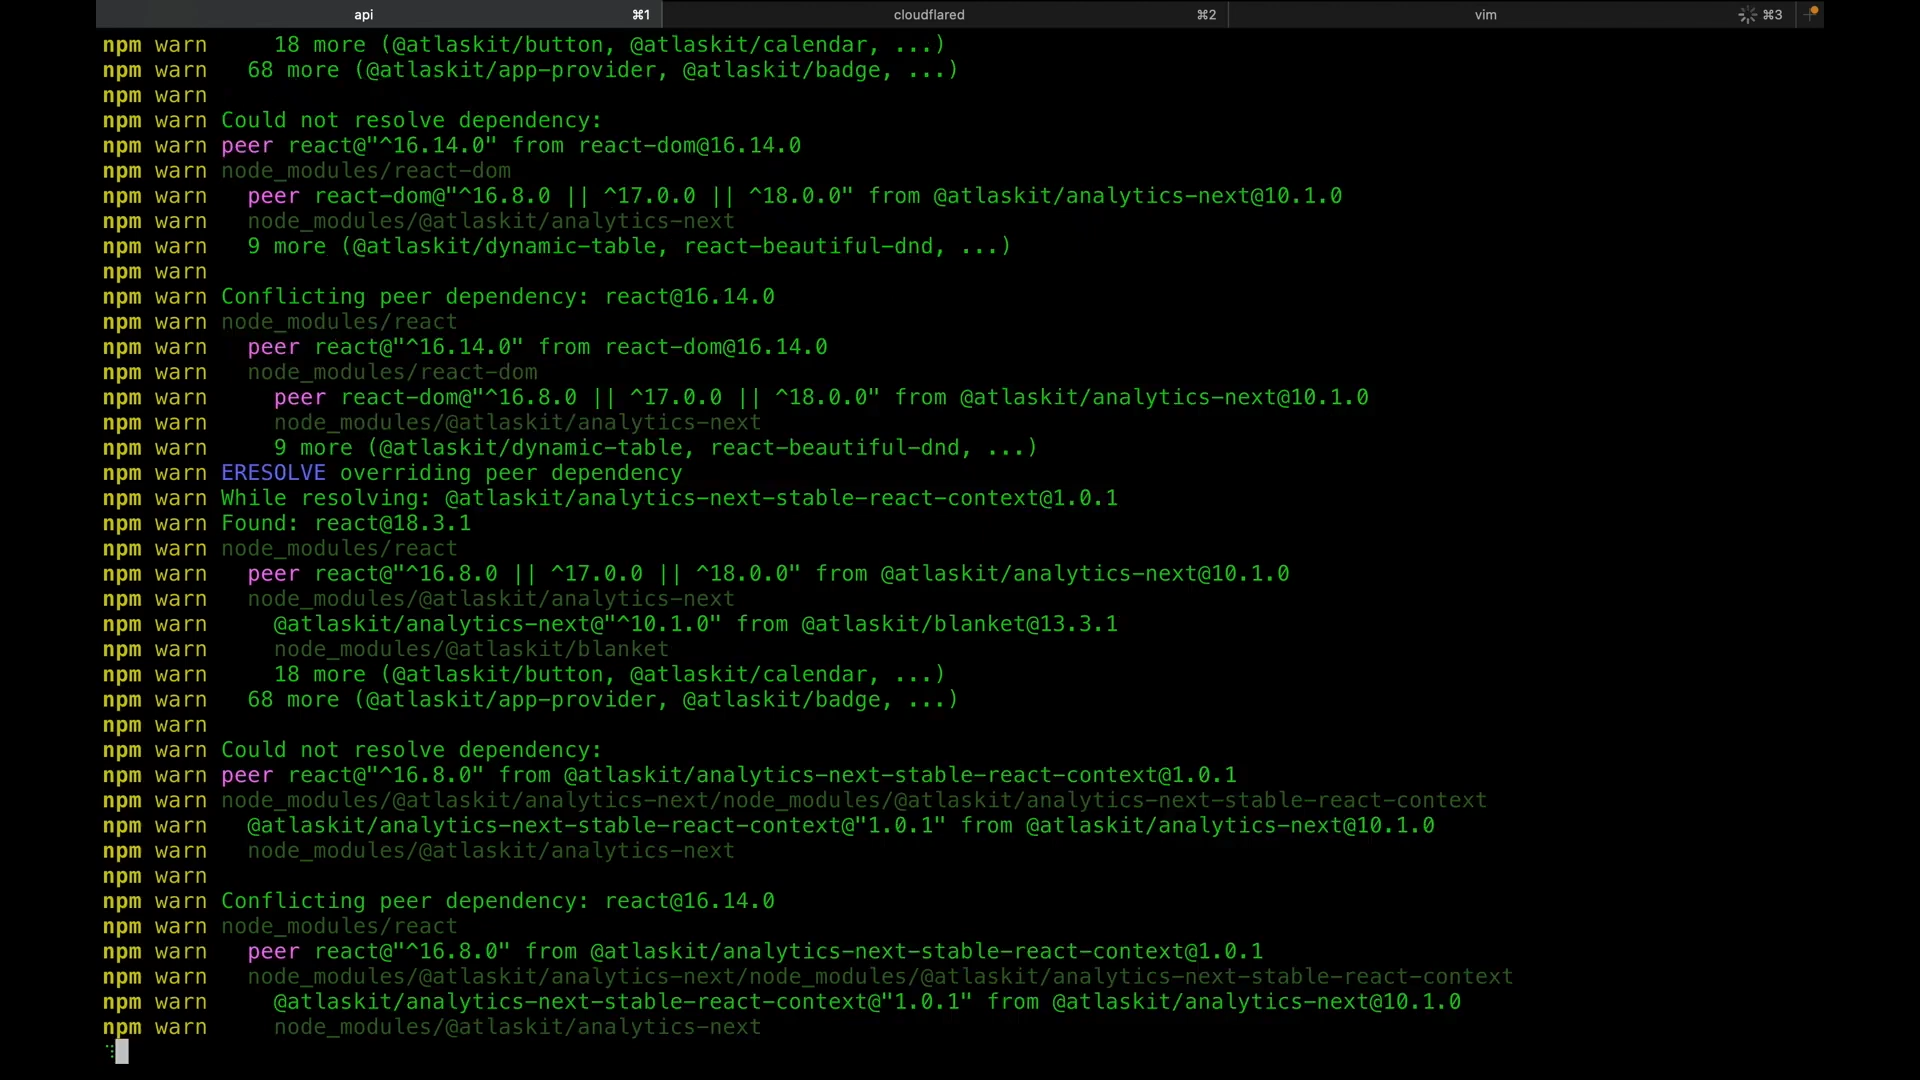 api ⌘1 cloudflared ⌘2 vim ⌘3
npm warn     18 more (@atlaskit/button, @atlaskit/calendar, ...)
npm warn   68 more (@atlaskit/app-provider, @atlaskit/badge, ...)
npm warn
npm warn Could not resolve dependency:
npm warn peer react@"^16.14.0" from react-dom@16.14.0
npm warn node_modules/react-dom
npm warn   peer react-dom@"^16.8.0 || ^17.0.0 || ^18.0.0" from @atlaskit/analytics-next@10.1.0
npm warn   node_modules/@atlaskit/analytics-next
npm warn   9 more (@atlaskit/dynamic-table, react-beautiful-dnd, ...)
npm warn
npm warn Conflicting peer dependency: react@16.14.0
npm warn node_modules/react
npm warn   peer react@"^16.14.0" from react-dom@16.14.0
npm warn   node_modules/react-dom
npm warn     peer react-dom@"^16.8.0 || ^17.0.0 || ^18.0.0" from @atlaskit/analytics-next@10.1.0
npm warn     node_modules/@atlaskit/analytics-next
npm warn     9 more (@atlaskit/dynamic-table, react-beautiful-dnd, ...)
npm warn ERESOLVE overriding peer dependency
npm warn While resolving: @atlaskit/analytics-next-stable-react-context@1.0.1
npm warn Found: react@18.3.1
npm warn node_modules/react
npm warn   peer react@"^16.8.0 || ^17.0.0 || ^18.0.0" from @atlaskit/analytics-next@10.1.0
npm warn   node_modules/@atlaskit/analytics-next
npm warn     @atlaskit/analytics-next@"^10.1.0" from @atlaskit/blanket@13.3.1
npm warn     node_modules/@atlaskit/blanket
npm warn     18 more (@atlaskit/button, @atlaskit/calendar, ...)
npm warn   68 more (@atlaskit/app-provider, @atlaskit/badge, ...)
npm warn
npm warn Could not resolve dependency:
npm warn peer react@"^16.8.0" from @atlaskit/analytics-next-stable-react-context@1.0.1
npm warn node_modules/@atlaskit/analytics-next/node_modules/@atlaskit/analytics-next-stable-react-context
npm warn   @atlaskit/analytics-next-stable-react-context@"1.0.1" from @atlaskit/analytics-next@10.1.0
npm warn   node_modules/@atlaskit/analytics-next
npm warn
npm warn Conflicting peer dependency: react@16.14.0
npm warn node_modules/react
npm warn   peer react@"^16.8.0" from @atlaskit/analytics-next-stable-react-context@1.0.1
npm warn   node_modules/@atlaskit/analytics-next/node_modules/@atlaskit/analytics-next-stable-react-context
npm warn     @atlaskit/analytics-next-stable-react-context@"1.0.1" from @atlaskit/analytics-next@10.1.0
npm warn     node_modules/@atlaskit/analytics-next